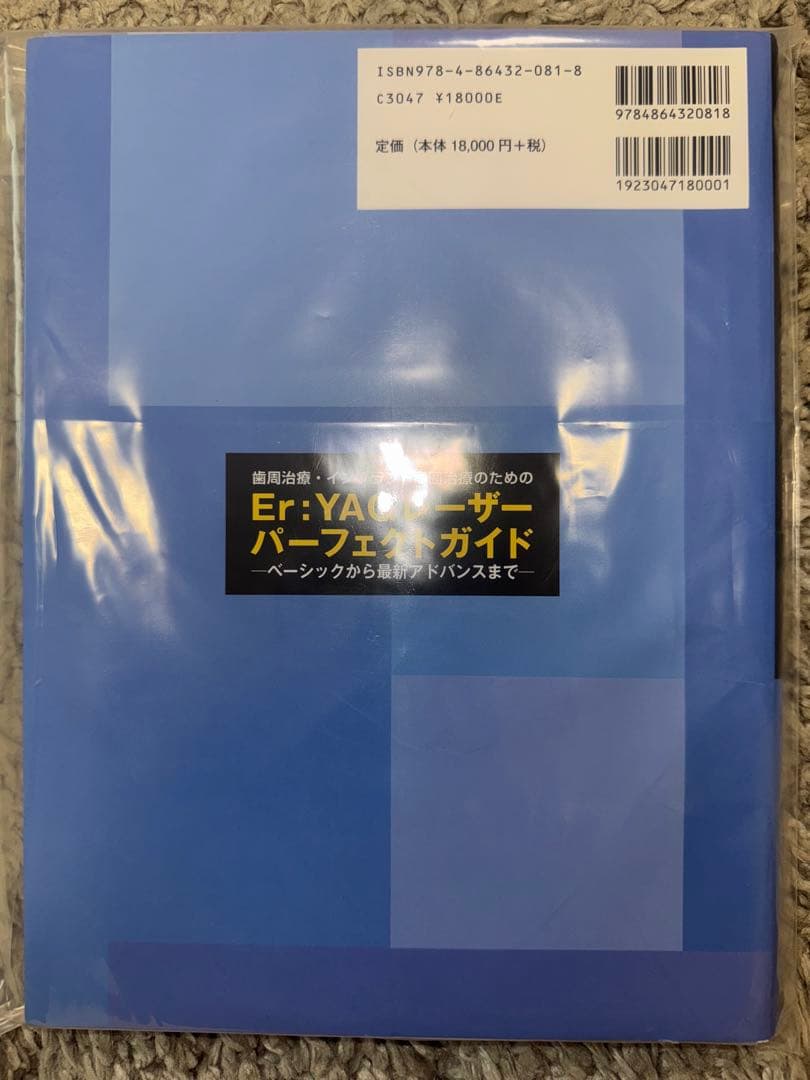 ISBN978-4-86432-081-8
C3047 ¥18000E
定価（本体 18,000 円＋税）
9784864320818
1923047180001
歯周治療・イン 治療のための
Er:YAGレーザー
パーフェクトガイド
―ベーシックから最新アドバンスまで―